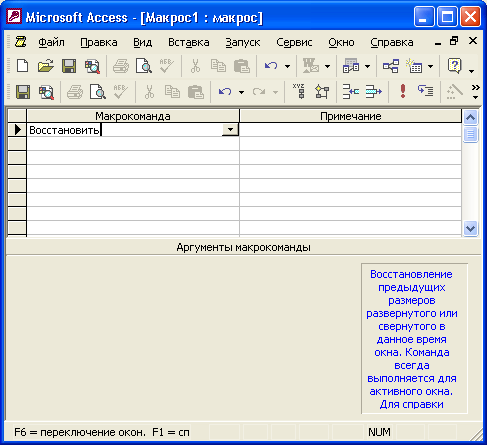 Microsoft Access - [Макрос1 : макрос]
Файл Правка Вид Вставка Запуск Сервис Окно Справка
Макрокоманда Примечание
Восстановить
Аргументы макрокоманды
Восстановление
предыдущих
размеров
развернутого или
свернутого в
данное время
окна. Команда
всегда
выполняется для
активного окна.
Для справки
F6 = переключение окон. F1 = сп NUM